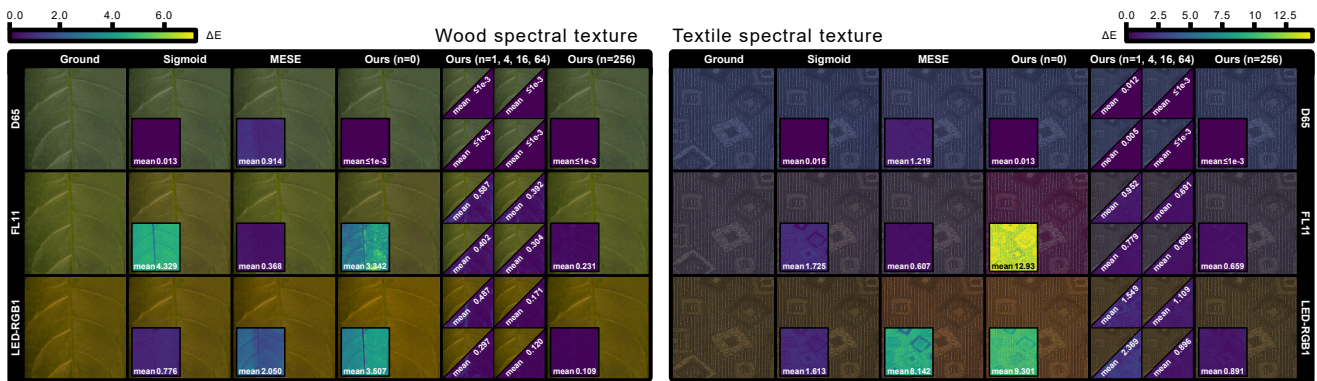 0.0 2.0 4.0 6.0
ΔE
Wood spectral texture
Ground Sigmoid MESE Ours (n=0) Ours (n=1, 4, 16, 64) Ours (n=256)
D65
mean 0.013
mean 0.914
mean≤1e-3
mean ≤1e-3
mean ≤1e-3
mean ≤1e-3
mean ≤1e-3
mean≤1e-3
FL11
mean 4.329
mean 0.368
mean 3.342
mean 0.587
mean 0.392
mean 0.402
mean 0.304
mean 0.231
LED-RGB1
mean 0.776
mean 2.050
mean 3.507
mean 0.487
mean 0.171
mean 0.297
mean 0.120
mean 0.109
Textile spectral texture
0.0 5.0 10.0 12.5
ΔE
Ground Sigmoid MESE Ours (n=0) Ours (n=1, 4, 16, 64) Ours (n=256)
D65
mean 0.015
mean 1.219
mean 0.013
mean 0.012
mean ≤1e-3
mean 0.005
mean ≤1e-3
mean≤1e-3
FL11
mean 1.725
mean 0.607
mean 12.93
mean 0.952
mean 0.691
mean 0.779
mean 0.690
mean 0.659
LED-RGB1
mean 1.613
mean 8.142
mean 9.301
mean 1.549
mean 1.109
mean 2.369
mean 0.896
mean 0.891